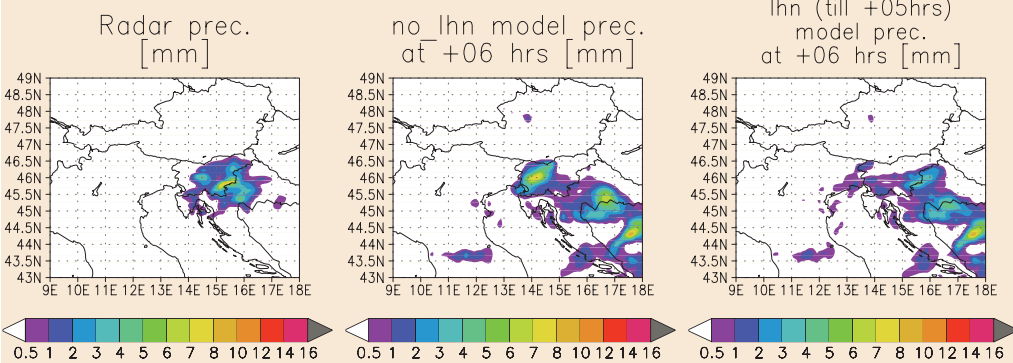 Radar prec.
[mm]
no_lhn model prec.
at +06 hrs [mm]
lhn (till +05hrs)
model prec.
at +06 hrs [mm]
49N
48.5N
48N
47.5N
47N
46.5N
46N
45.5N
45N
44.5N
44N
43.5N
43N
9E 10E 11E 12E 13E 14E 15E 16E 17E 18E
0.5 1 2 3 4 5 6 7 8 10 12 14 16
49N
48.5N
48N
47.5N
47N
46.5N
46N
45.5N
45N
44.5N
44N
43.5N
43N
9E 10E 11E 12E 13E 14E 15E 16E 17E 18E
0.5 1 2 3 4 5 6 7 8 10 12 14 16
49N
48.5N
48N
47.5N
47N
46.5N
46N
45.5N
45N
44.5N
44N
43.5N
43N
9E 10E 11E 12E 13E 14E 15E 16E 17E 18E
0.5 1 2 3 4 5 6 7 8 10 12 14 16